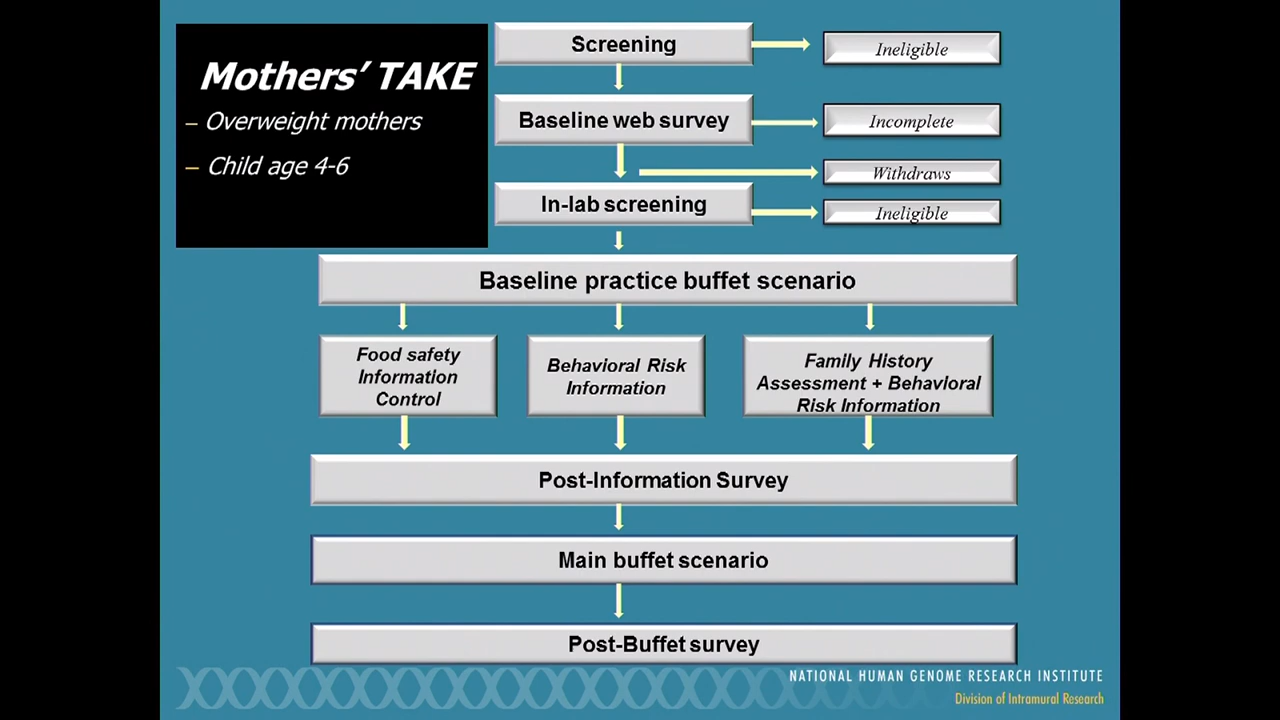 Mothers' TAKE
– Overweight mothers
– Child age 4-6
Screening
Ineligible
Baseline web survey
Incomplete
Withdraws
In-lab screening
Ineligible
Baseline practice buffet scenario
Food safety
Information
Control
Behavioral Risk
Information
Family History
Assessment + Behavioral
Risk Information
Post-Information Survey
Main buffet scenario
Post-Buffet survey
NATIONAL HUMAN GENOME RESEARCH INSTITUTE
Division of Intramural Research